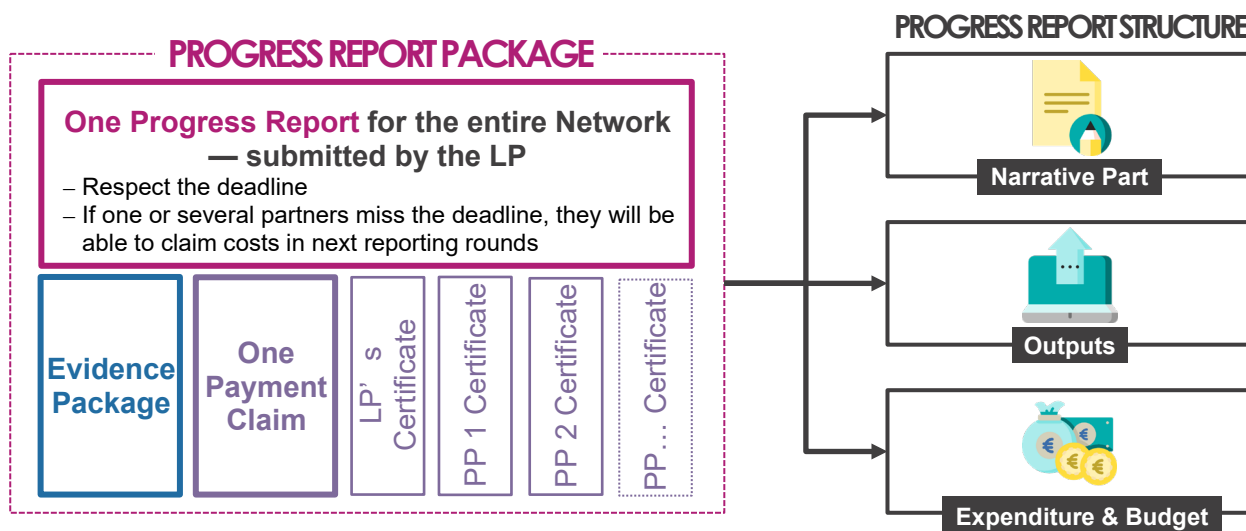 PROGRESS REPORT PACKAGE
One Progress Report for the entire Network
— submitted by the LP
– Respect the deadline
– If one or several partners miss the deadline, they will be
able to claim costs in next reporting rounds
Evidence
Package
One
Payment
Claim
LP' s
Certificate
PP 1 Certificate
PP 2 Certificate
PP… Certificate
PROGRESS REPORT STRUCTURE
Narrative Part
...
Outputs
€
€
€
€
Expenditure & Budget